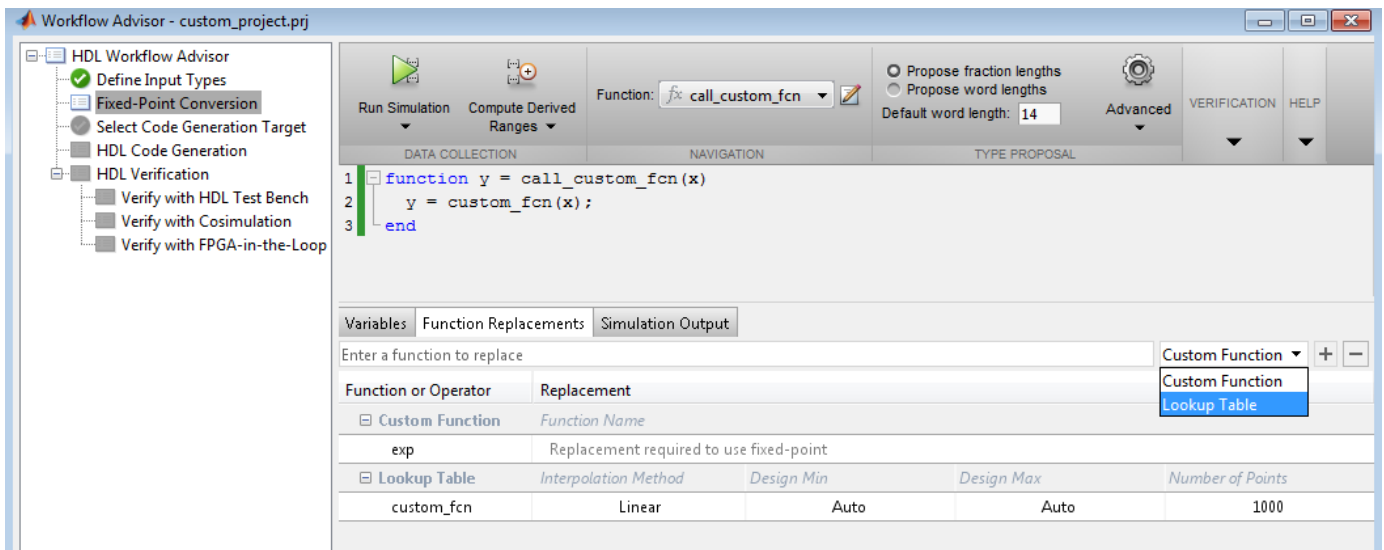 Workflow Advisor - custom_project.prj
HDL Workflow Advisor
Define Input Types
Fixed-Point Conversion
Select Code Generation Target
HDL Code Generation
HDL Verification
Verify with HDL Test Bench
Verify with Cosimulation
Verify with FPGA-in-the-Loop
Run Simulation
Compute Derived
Ranges
DATA COLLECTION
Function: fx call_custom_fcn
NAVIGATION
Propose fraction lengths
Propose word lengths
Default word length: 14
Advanced
TYPE PROPOSAL
VERIFICATION
HELP
1 function y = call_custom_fcn(x)
2 y = custom_fcn(x);
3 end
Variables Function Replacements Simulation Output
Enter a function to replace Custom Function + −
Custom Function
Lookup Table
Function or Operator Replacement
Custom Function Function Name
exp Replacement required to use fixed-point
Lookup Table Interpolation Method Design Min Design Max Number of Points
custom_fcn Linear Auto Auto 1000